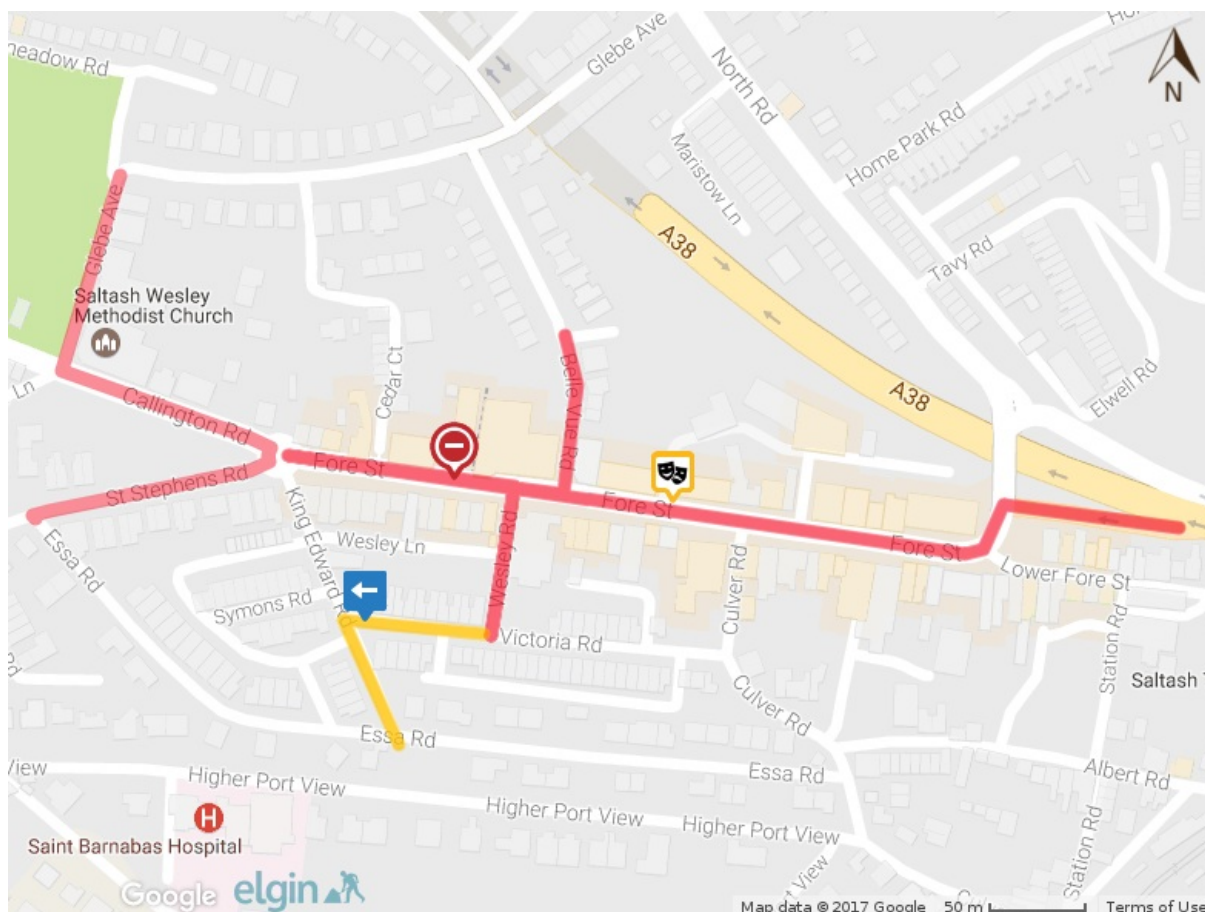 neadow Rd
Glebe Ave
North Rd
N
Home Park Rd
Maristow Ln
Glebe Ave
A38
Tavy Rd
Saltash Wesley
Methodist Church
Ln
Callington Rd
Cedar Ct
Belle Vue Rd
A38
Elwell Rd
St Stephens Rd
Fore St
Fore St
Fore St
King Edward Rd
Wesley Ln
Wesley Rd
Culver Rd
Lower Fore St
Essa Rd
Symons Rd
Victoria Rd
Station Rd
Rd
Culver Rd
Saltash T
Essa Rd
Essa Rd
Albert Rd
View
Higher Port View
Higher Port View
Higher Port View
H
Saint Barnabas Hospital
Station Rd
Port View
Google
elgin
Map data © 2017 Google
50 m
Terms of Use